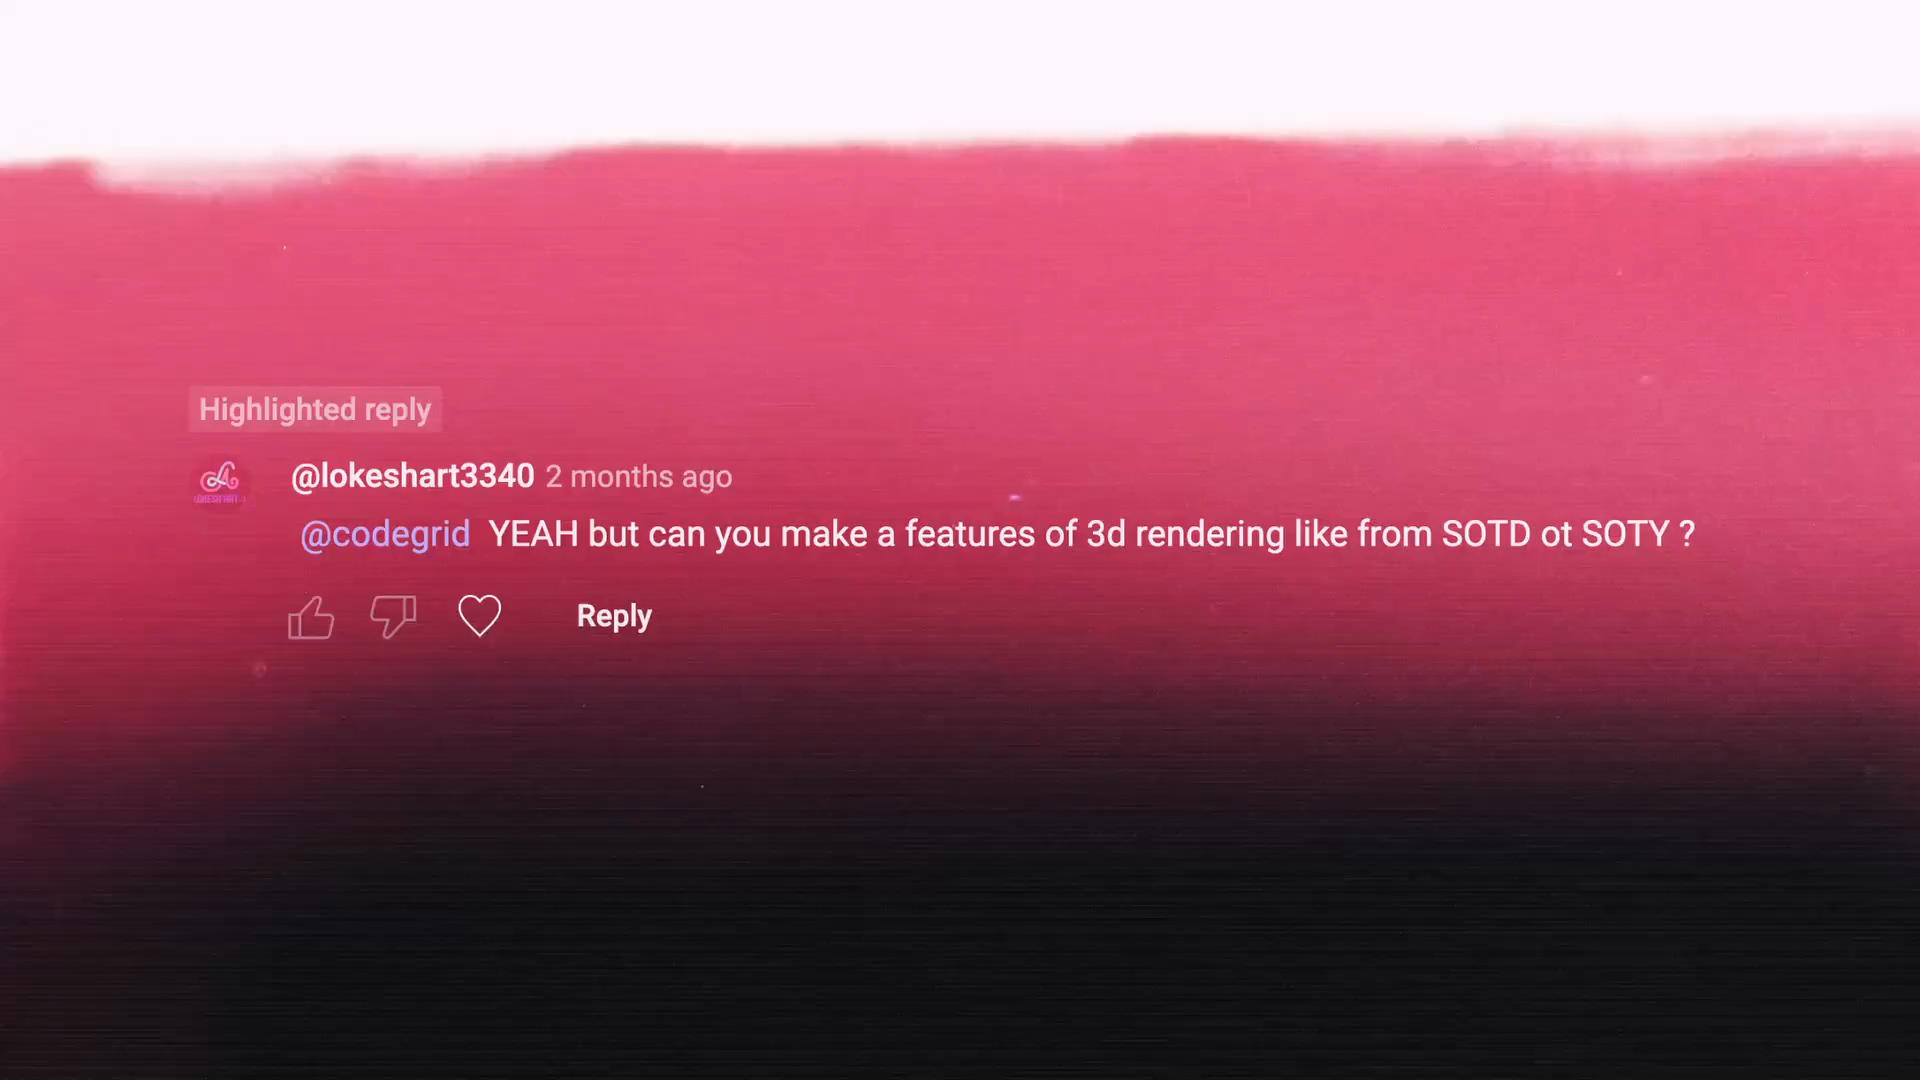 Highlighted reply
@lokeshart3340 2 months ago
@codegrid YEAH but can you make a features of 3d rendering like from SOTD ot SOTY ?
Reply